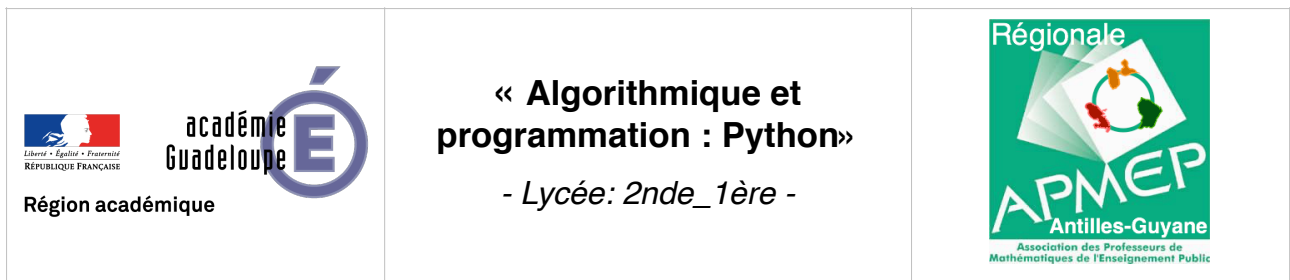 Liberté • Égalité • Fraternité
RÉPUBLIQUE FRANÇAISE
académie
Guadeloupe
É
Région académique
« Algorithmique et
programmation : Python»
- Lycée: 2nde_1ère -
Régionale
APMEP
Antilles-Guyane
Association des Professeurs de
Mathématiques de l'Enseignement Public